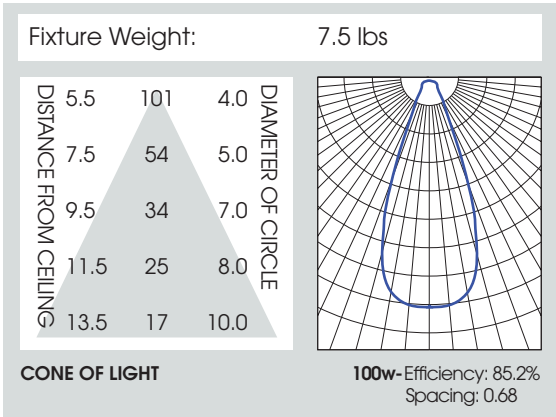 Fixture Weight: 7.5 lbs
DISTANCE FROM CEILING
DIAMETER OF CIRCLE
5.5 101 4.0
7.5 54 5.0
9.5 34 7.0
11.5 25 8.0
13.5 17 10.0
CONE OF LIGHT
100w-Efficiency: 85.2%
Spacing: 0.68